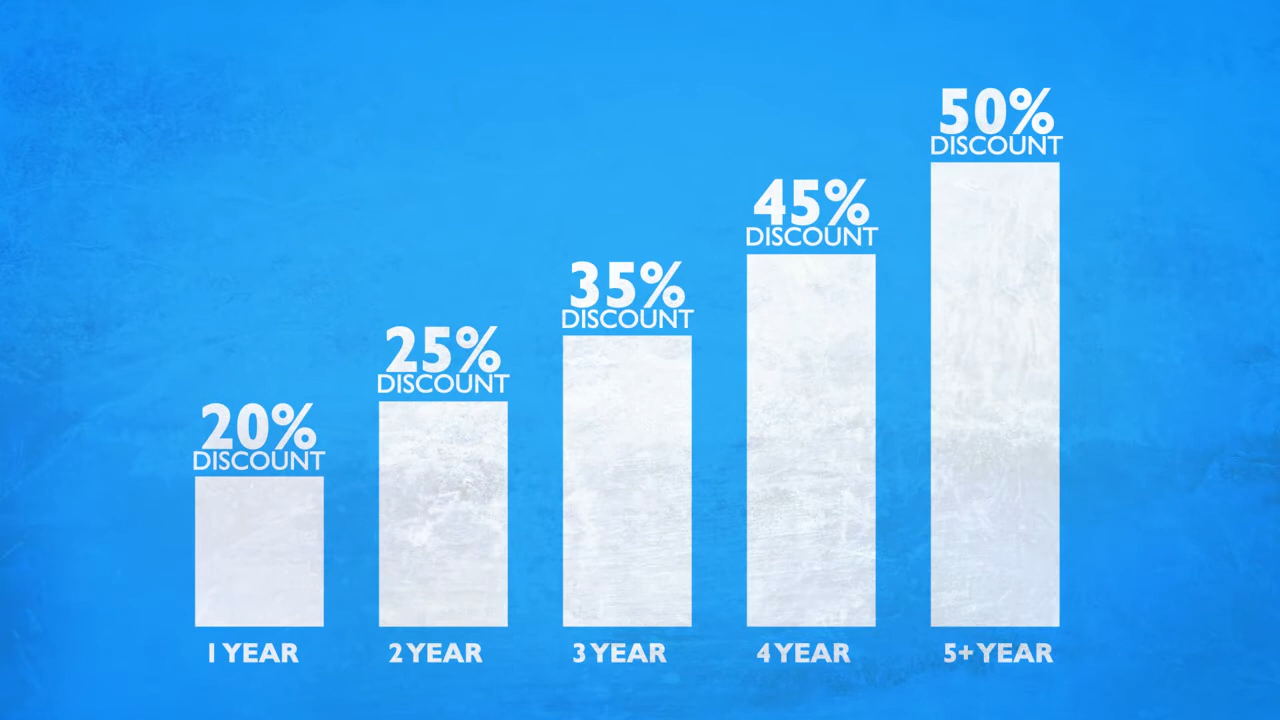 50%
DISCOUNT
45%
DISCOUNT
35%
DISCOUNT
25%
DISCOUNT
20%
DISCOUNT
1 YEAR
2 YEAR
3 YEAR
4 YEAR
5+ YEAR